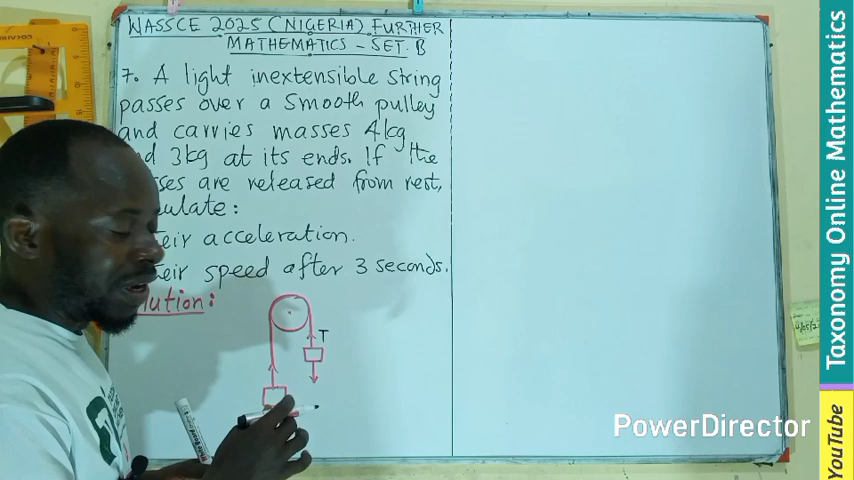 WASSCE 2025 (NIGERIA) FURTHER
MATHEMATICS - SET. B
7. A light inextensible string
passes over a smooth pulley
and carries masses 4kg
3kg at its ends. If the
are released from rest,
:
acceleration.
speed after 3 seconds.
T
PowerDirector
Taxonomy Online Mathematics
YouTube